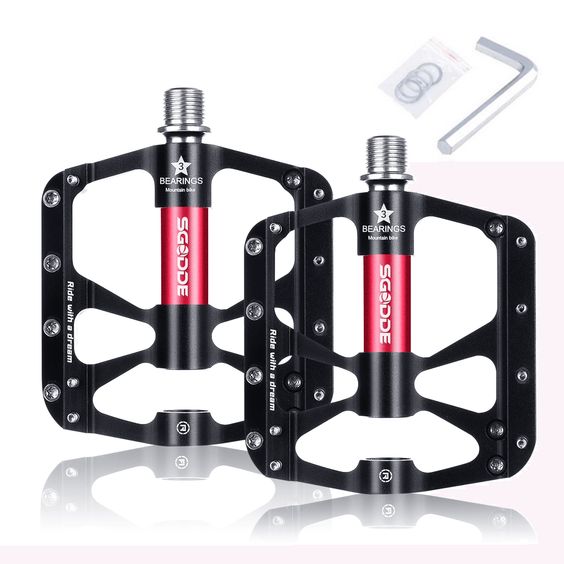 3
BEARINGS
Mountain bike
SGODDE
Ride with a dream
R
3
BEARINGS
Mountain bike
SGODDE
Ride with a dream
R